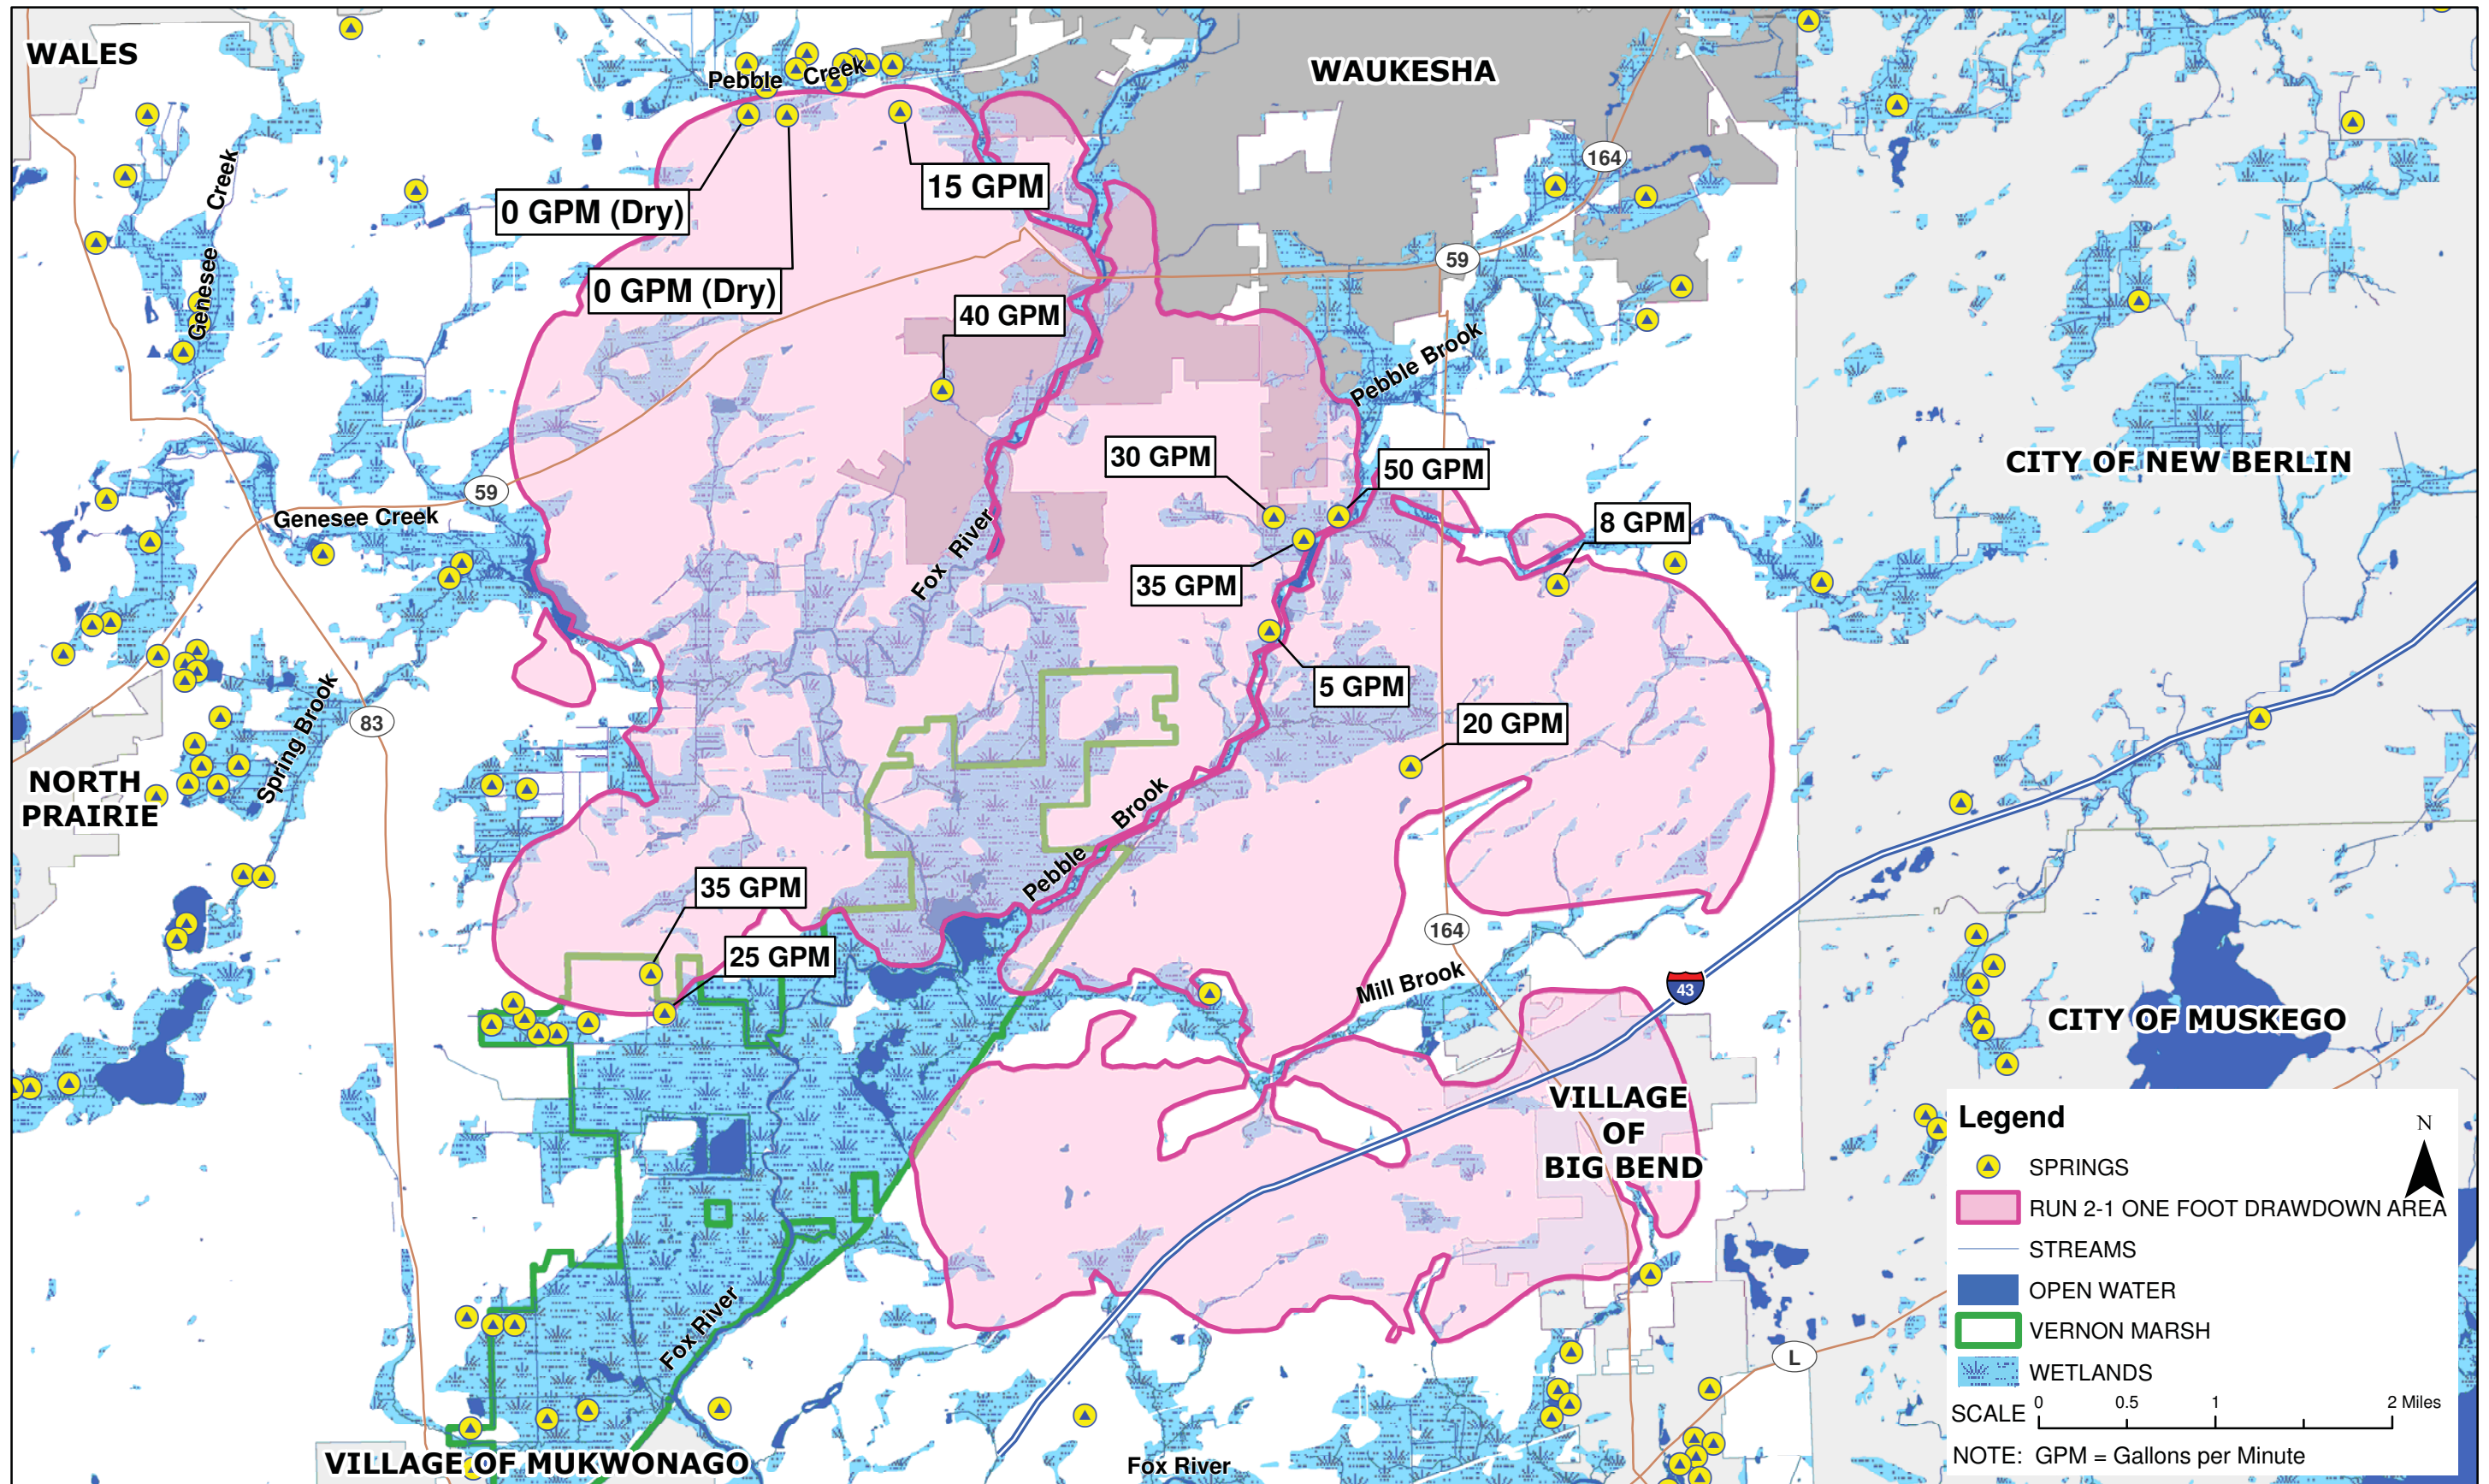 WALES
Pebble Creek
WAUKESHA
164
Genesee Creek
0 GPM (Dry)
15 GPM
0 GPM (Dry)
59
40 GPM
Pebble Brook
30 GPM
50 GPM
CITY OF NEW BERLIN
59
Genesee Creek
8 GPM
Fox River
35 GPM
5 GPM
20 GPM
83
Spring Brook
NORTH
PRAIRIE
Pebble Brook
35 GPM
25 GPM
164
Mill Brook
43
CITY OF MUSKEGO
VILLAGE
OF
BIG BEND
Fox River
L
VILLAGE OF MUKWONAGO
Fox River
Legend
N
SPRINGS
RUN 2-1 ONE FOOT DRAWDOWN AREA
STREAMS
OPEN WATER
VERNON MARSH
WETLANDS
SCALE 0 0.5 1 2 Miles
NOTE: GPM = Gallons per Minute